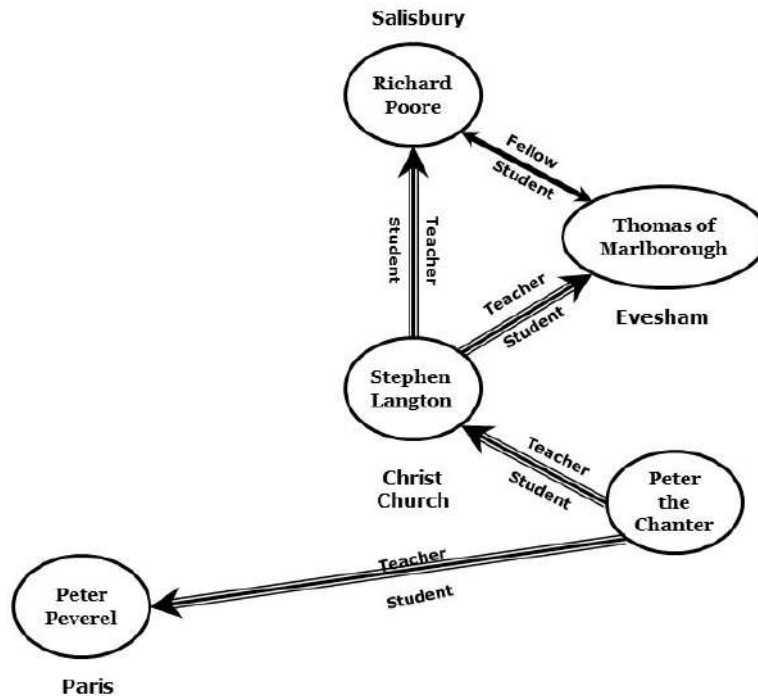 Salisbury
Richard
Poore
Fellow
Student
Thomas of
Marlborough
Evesham
Student
Teacher
Teacher
Student
Stephen
Langton
Christ
Church
Teacher
Student
Peter
the
Chanter
Teacher
Student
Peter
Peverel
Paris